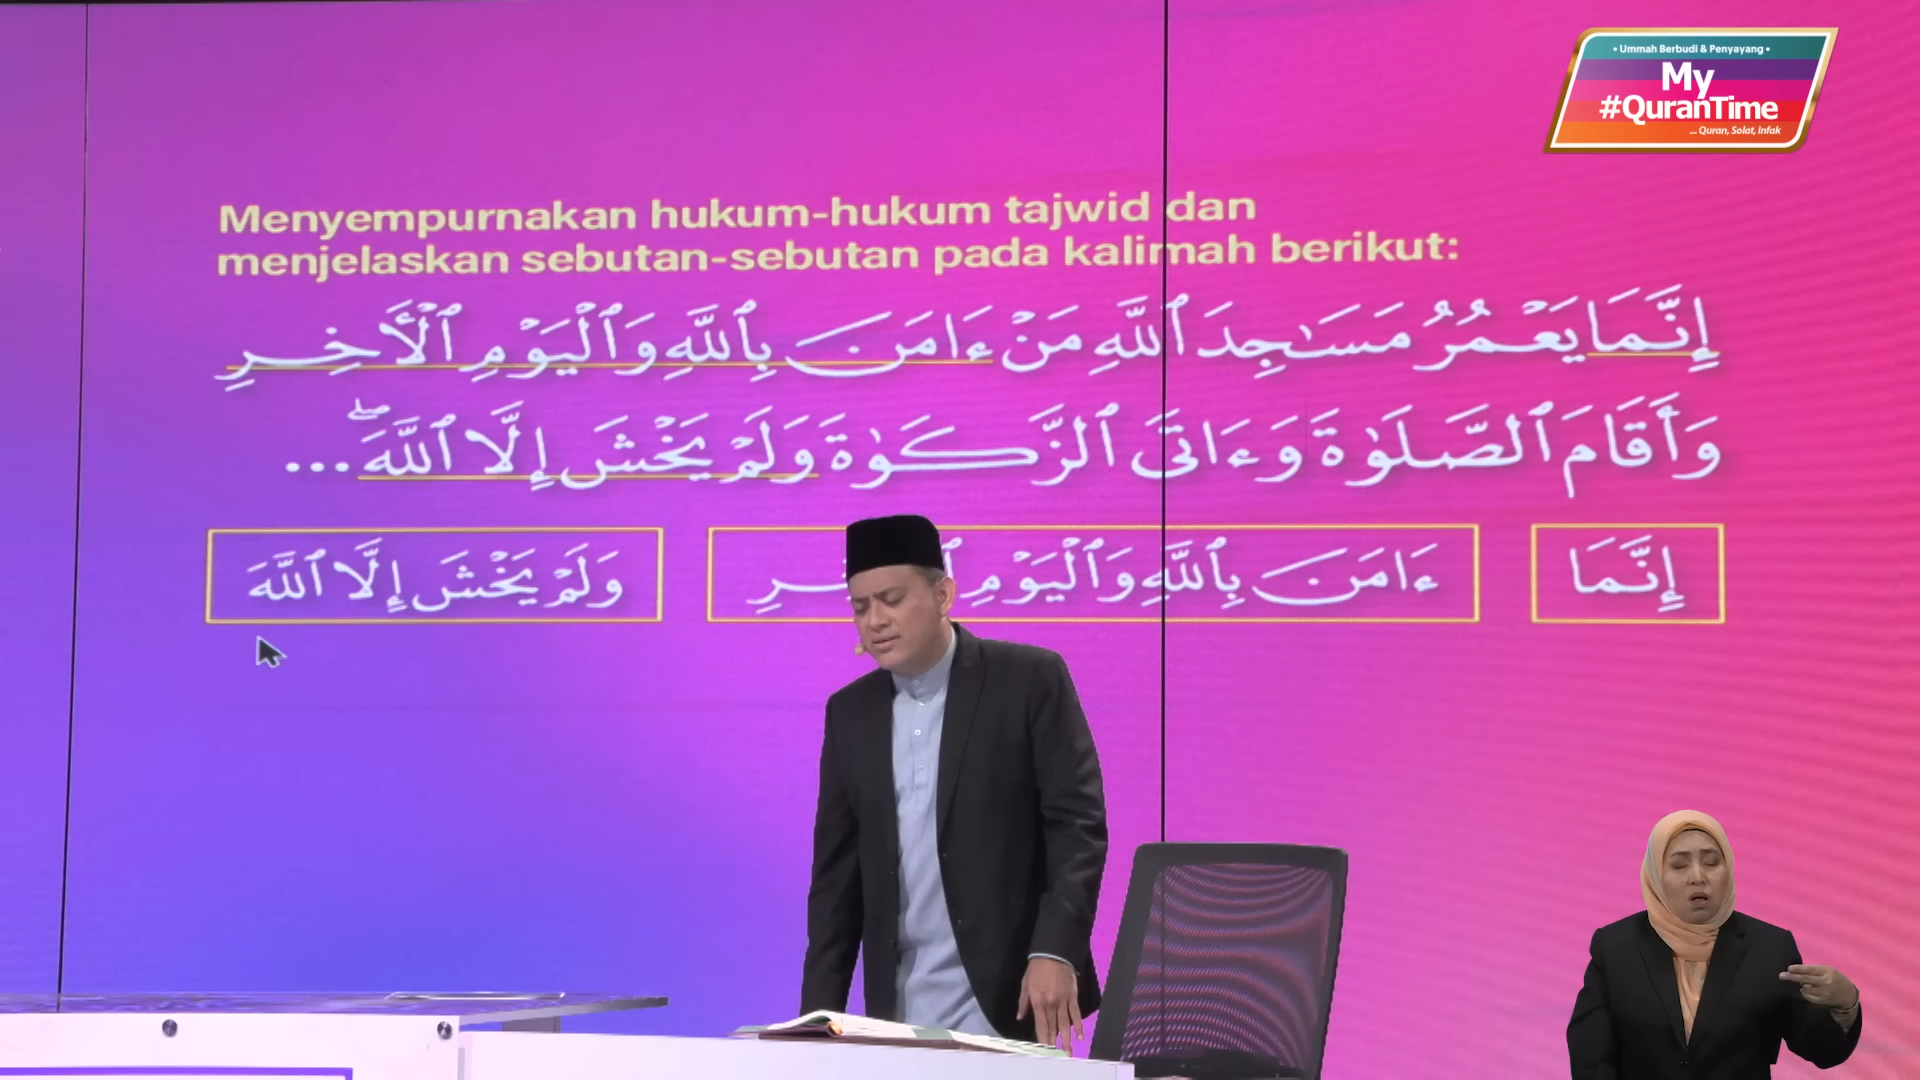 • Ummah Berbudi & Penyayang •
My
#QuranTime
... Quran, Solat, Infak
Menyempurnakan hukum-hukum tajwid dan
menjelaskan sebutan-sebutan pada kalimah berikut:
إِنَّمَا يَعْمُرُ مَسَٰجِدَ ٱللَّهِ مَنْ ءَامَنَ بِٱللَّهِ وَٱلْيَوْمِ ٱلْأَخِرِ
وَأَقَامَ ٱلصَّلَوٰةَ وَءَاتَى ٱلزَّكَوٰةَ وَلَمْ يَخْشَ إِلَّا ٱللَّهَ ۖ ...
إِنَّمَا
ءَامَنَ بِٱللَّهِ وَٱلْيَوْمِ
وَلَمْ يَخْشَ إِلَّا ٱللَّهَ